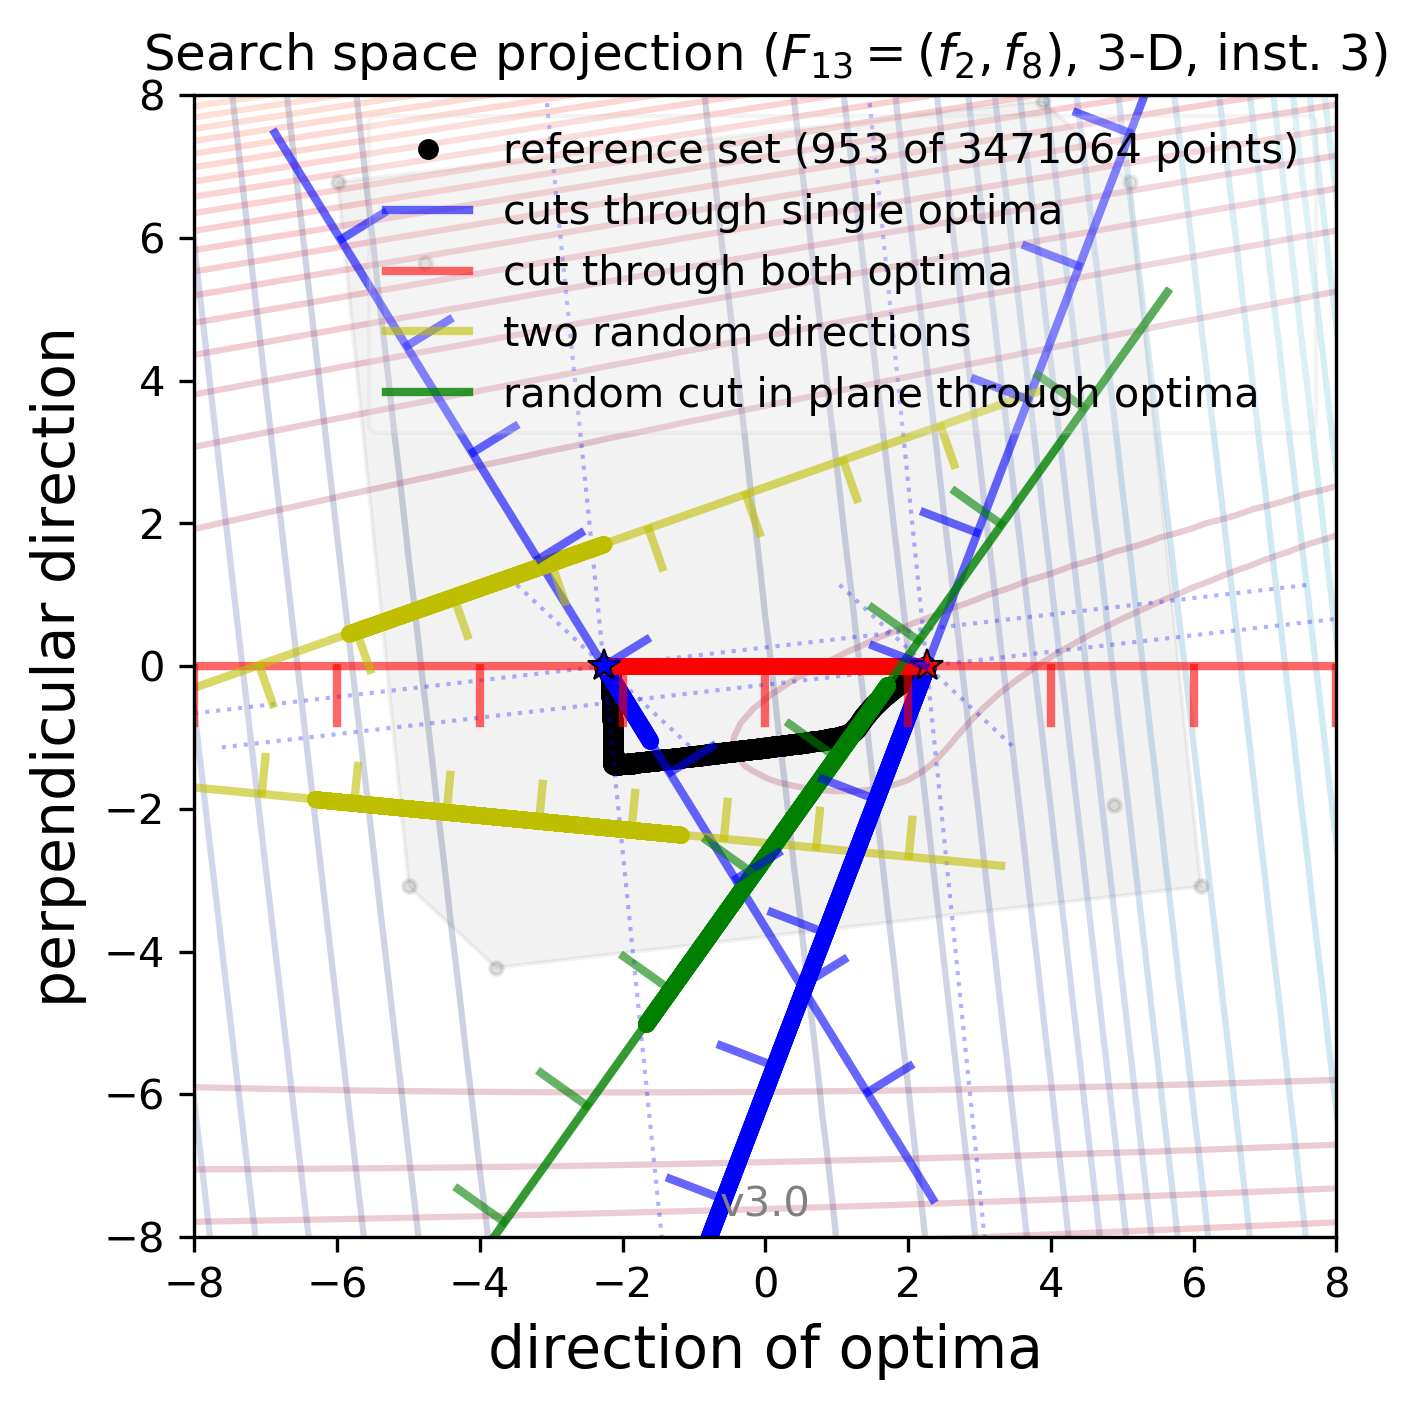 Search space projection (F13 = (f2, f8), 3-D, inst. 3)
8
6
4
2
0
−2
−4
−6
−8
perpendicular direction
reference set (953 of 3471064 points)
cuts through single optima
cut through both optima
two random directions
random cut in plane through optima
v3.0
−8 −6 −4 −2 0 2 4 6 8
direction of optima